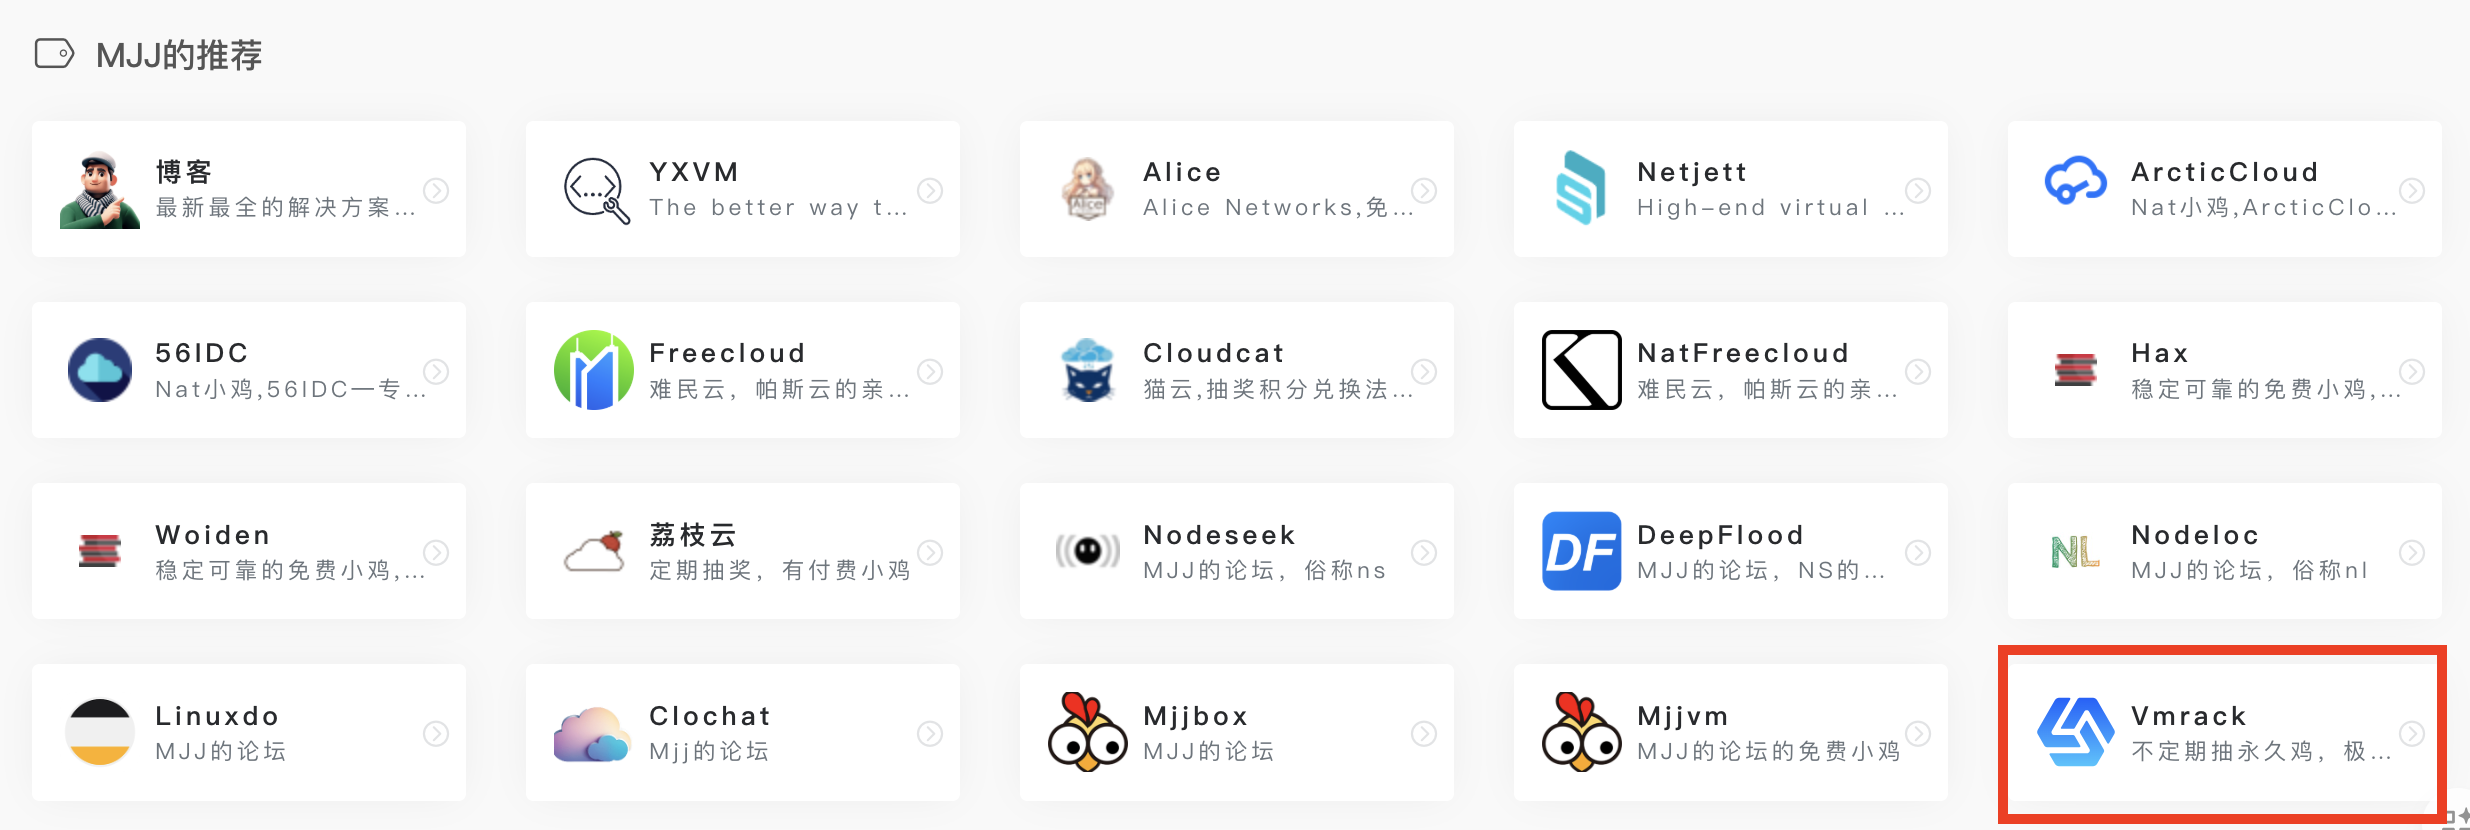 MJJ的推荐
博客
最新最全的解决方案...
YXVM
The better way t...
Alice
Alice Networks,免...
Netjett
High-end virtual ...
ArcticCloud
Nat小鸡,ArcticClo...
56IDC
Nat小鸡,56IDC一专...
Freecloud
难民云，帕斯云的亲...
Cloudcat
猫云,抽奖积分兑换法...
NatFreecloud
难民云，帕斯云的亲...
Hax
稳定可靠的免费小鸡,...
Woiden
稳定可靠的免费小鸡,...
荔枝云
定期抽奖，有付费小鸡
Nodeseek
MJJ的论坛，俗称ns
DF
DeepFlood
MJJ的论坛，NS的...
NL
Nodeloc
MJJ的论坛，俗称nl
Linuxdo
MJJ的论坛
Clochat
Mjj的论坛
Mjjbox
MJJ的论坛
Mjjvm
MJJ的论坛的免费小鸡
Vmrack
不定期抽永久鸡，极...